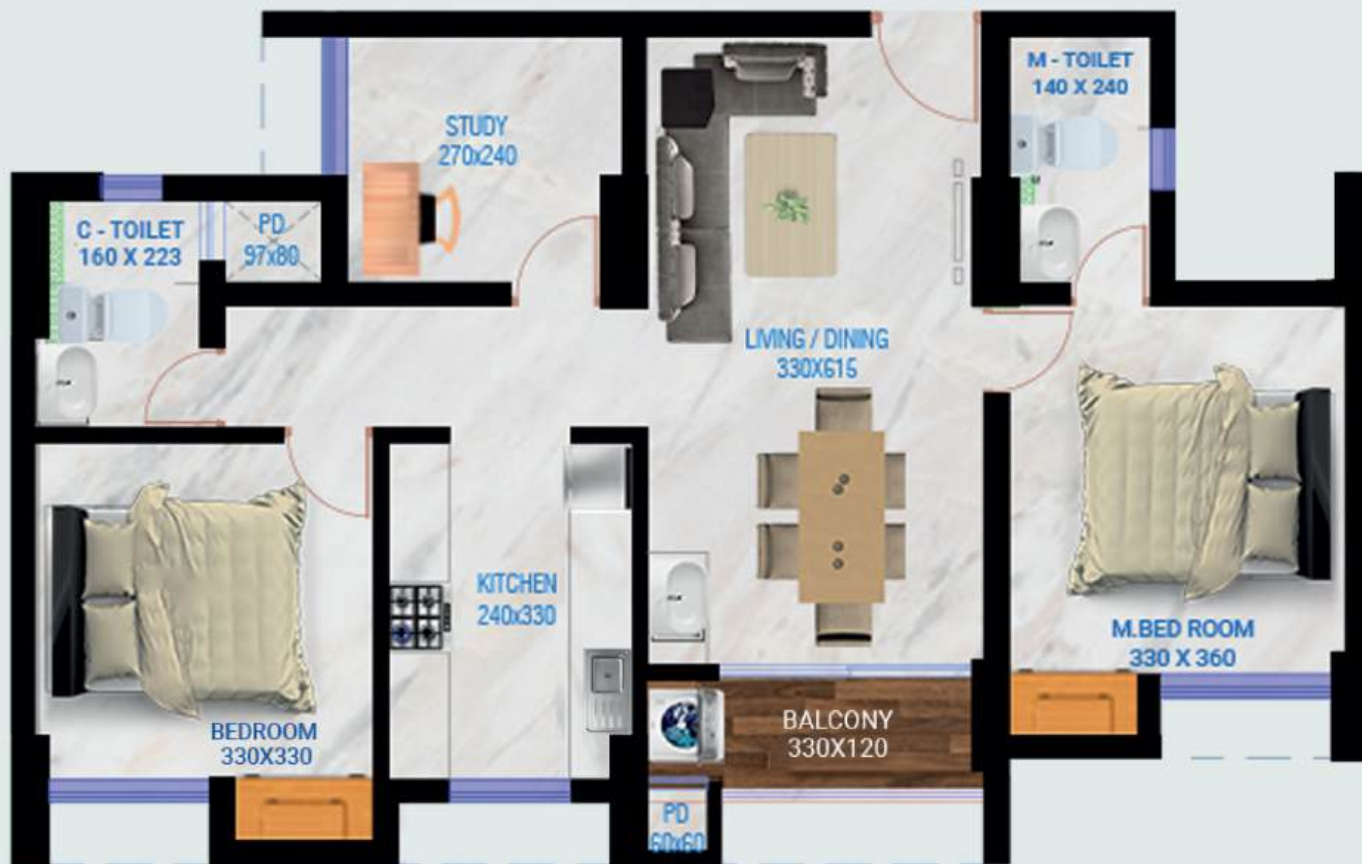 M - TOILET
140 X 240
STUDY
270x240
C - TOILET
160 X 223
PD
97x80
LIVING / DINING
330X615
KITCHEN
240x330
M.BED ROOM
330 X 360
BEDROOM
330X330
BALCONY
330X120
PD
60x60